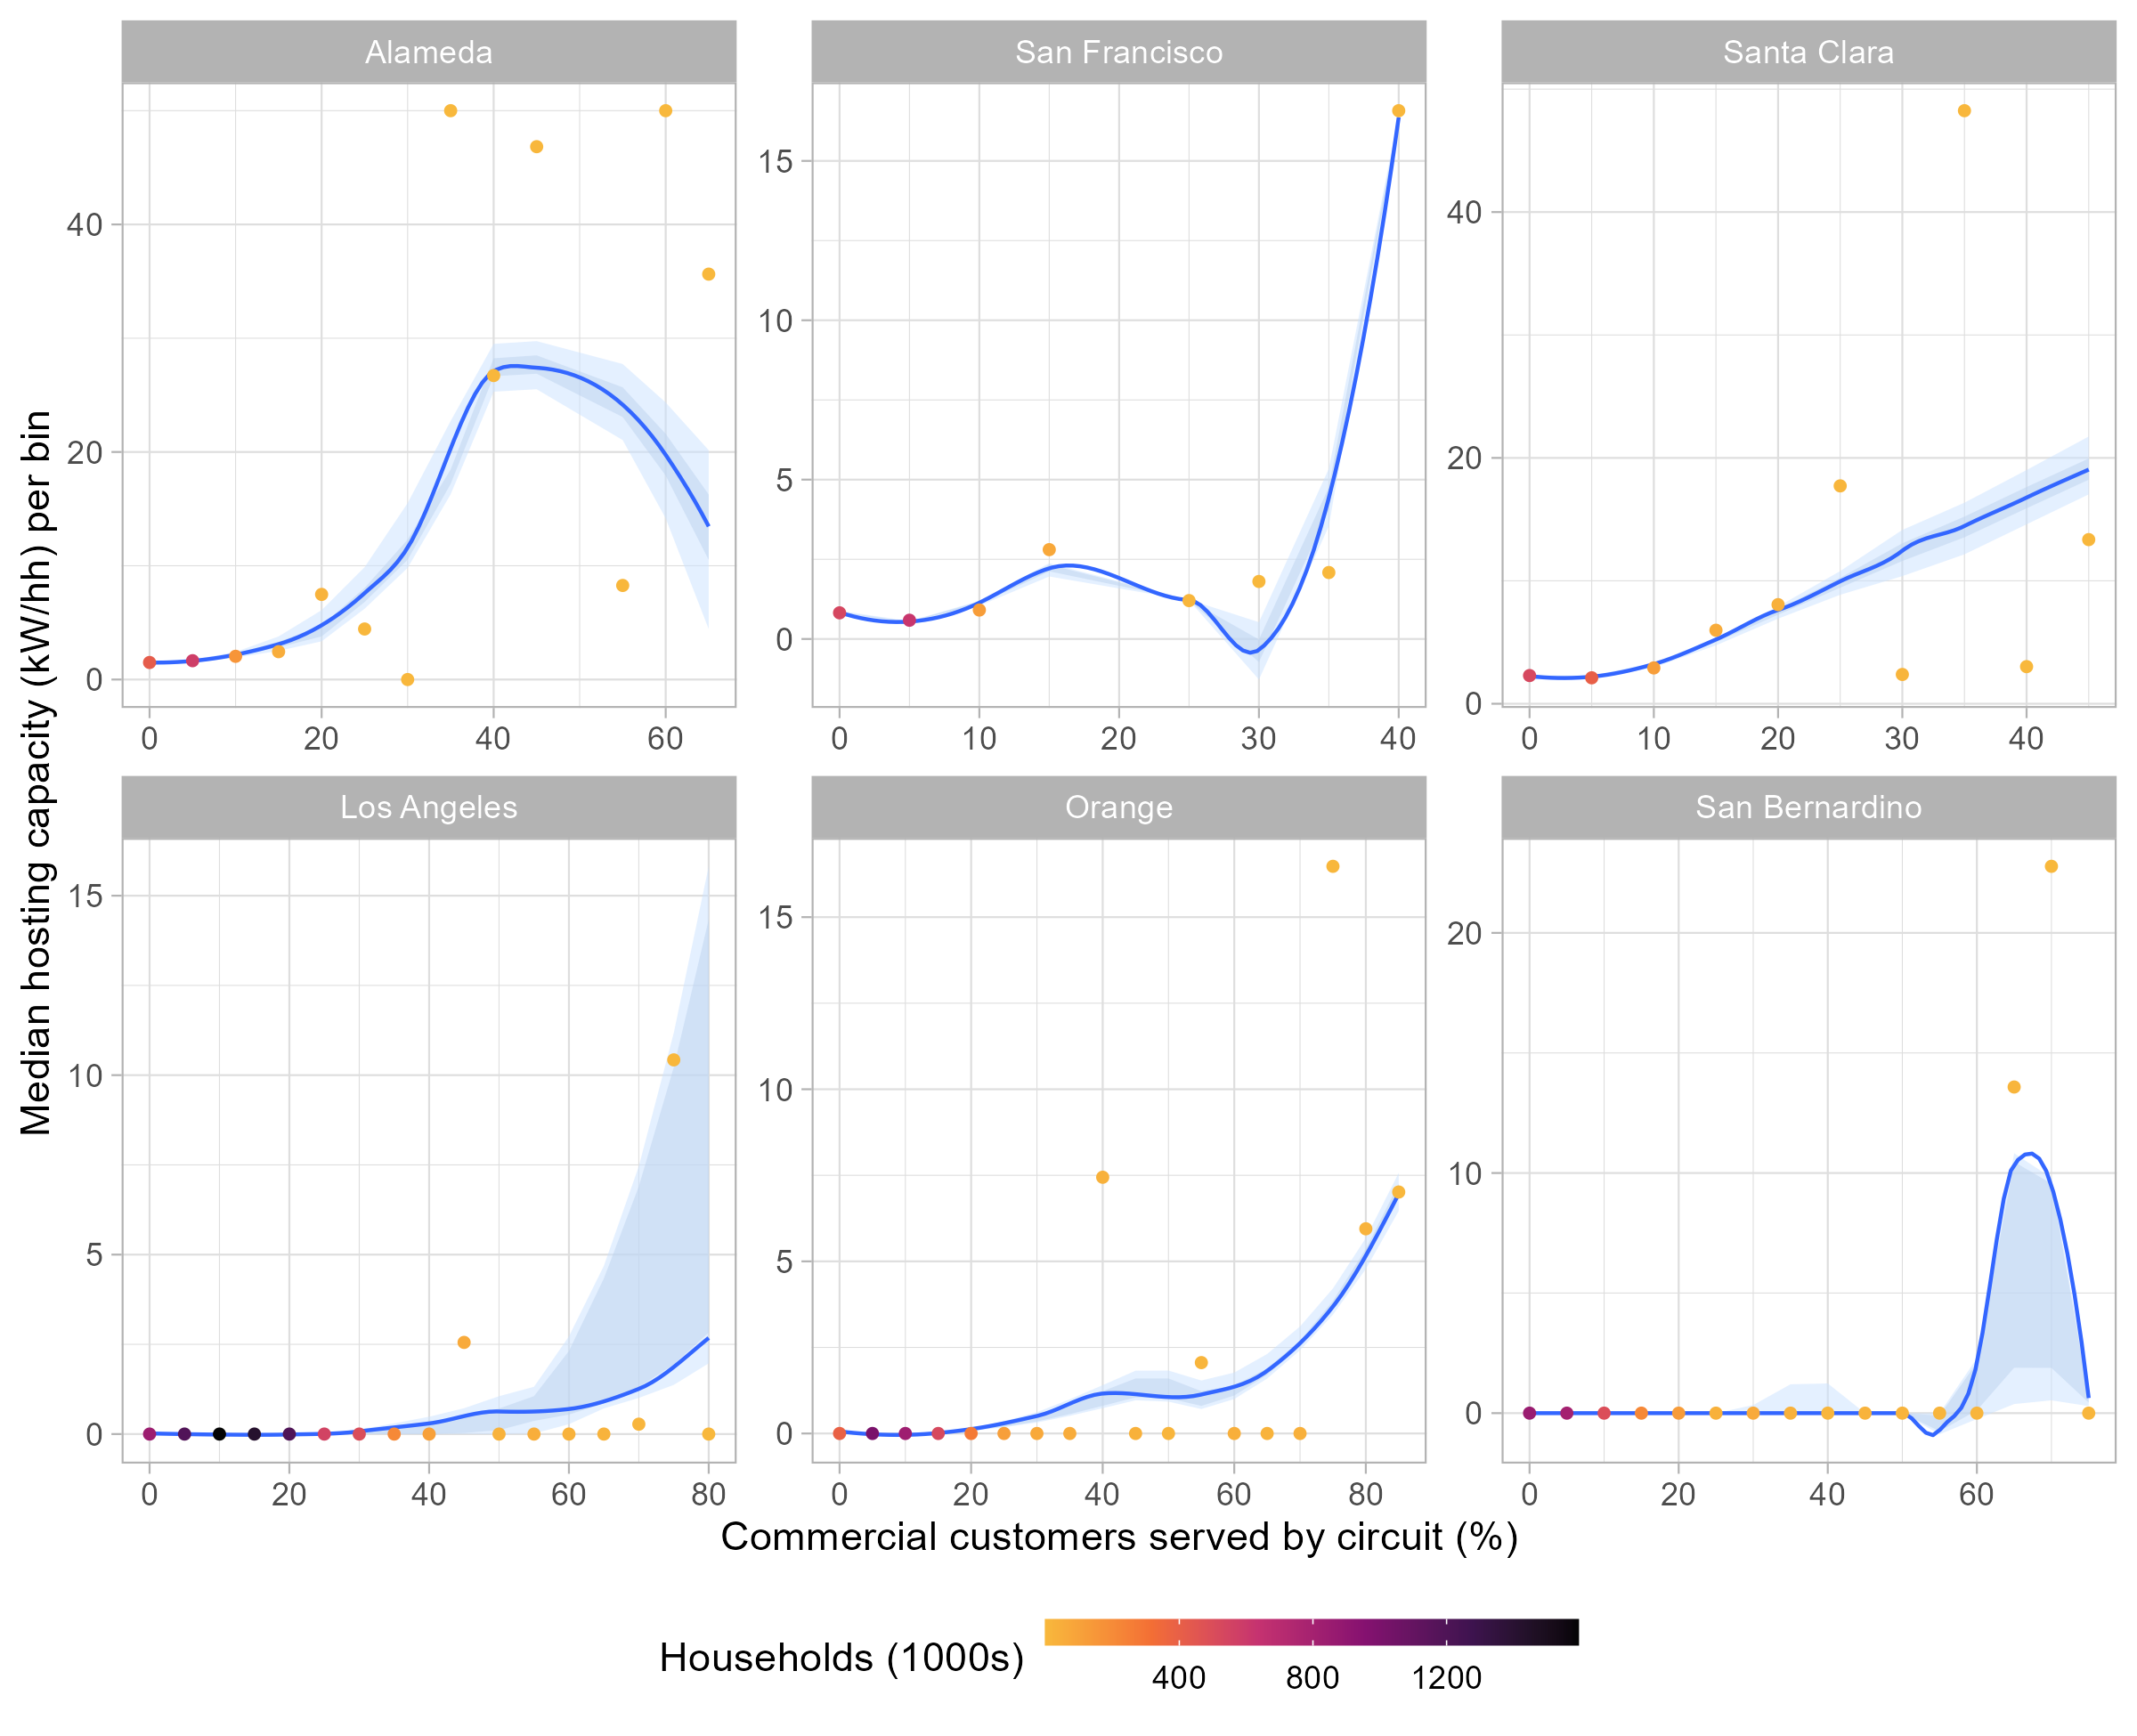 Alameda
San Francisco
Santa Clara
40
20
0
0 20 40 60
15
10
5
0
0 10 20 30 40
40
20
0
0 10 20 30 40
Median hosting capacity (kW/hh) per bin
Los Angeles
Orange
San Bernardino
15
10
5
0
0 20 40 60 80
15
10
5
0
0 20 40 60 80
20
10
0
0 20 40 60
Commercial customers served by circuit (%)
Households (1000s)
400 800 1200